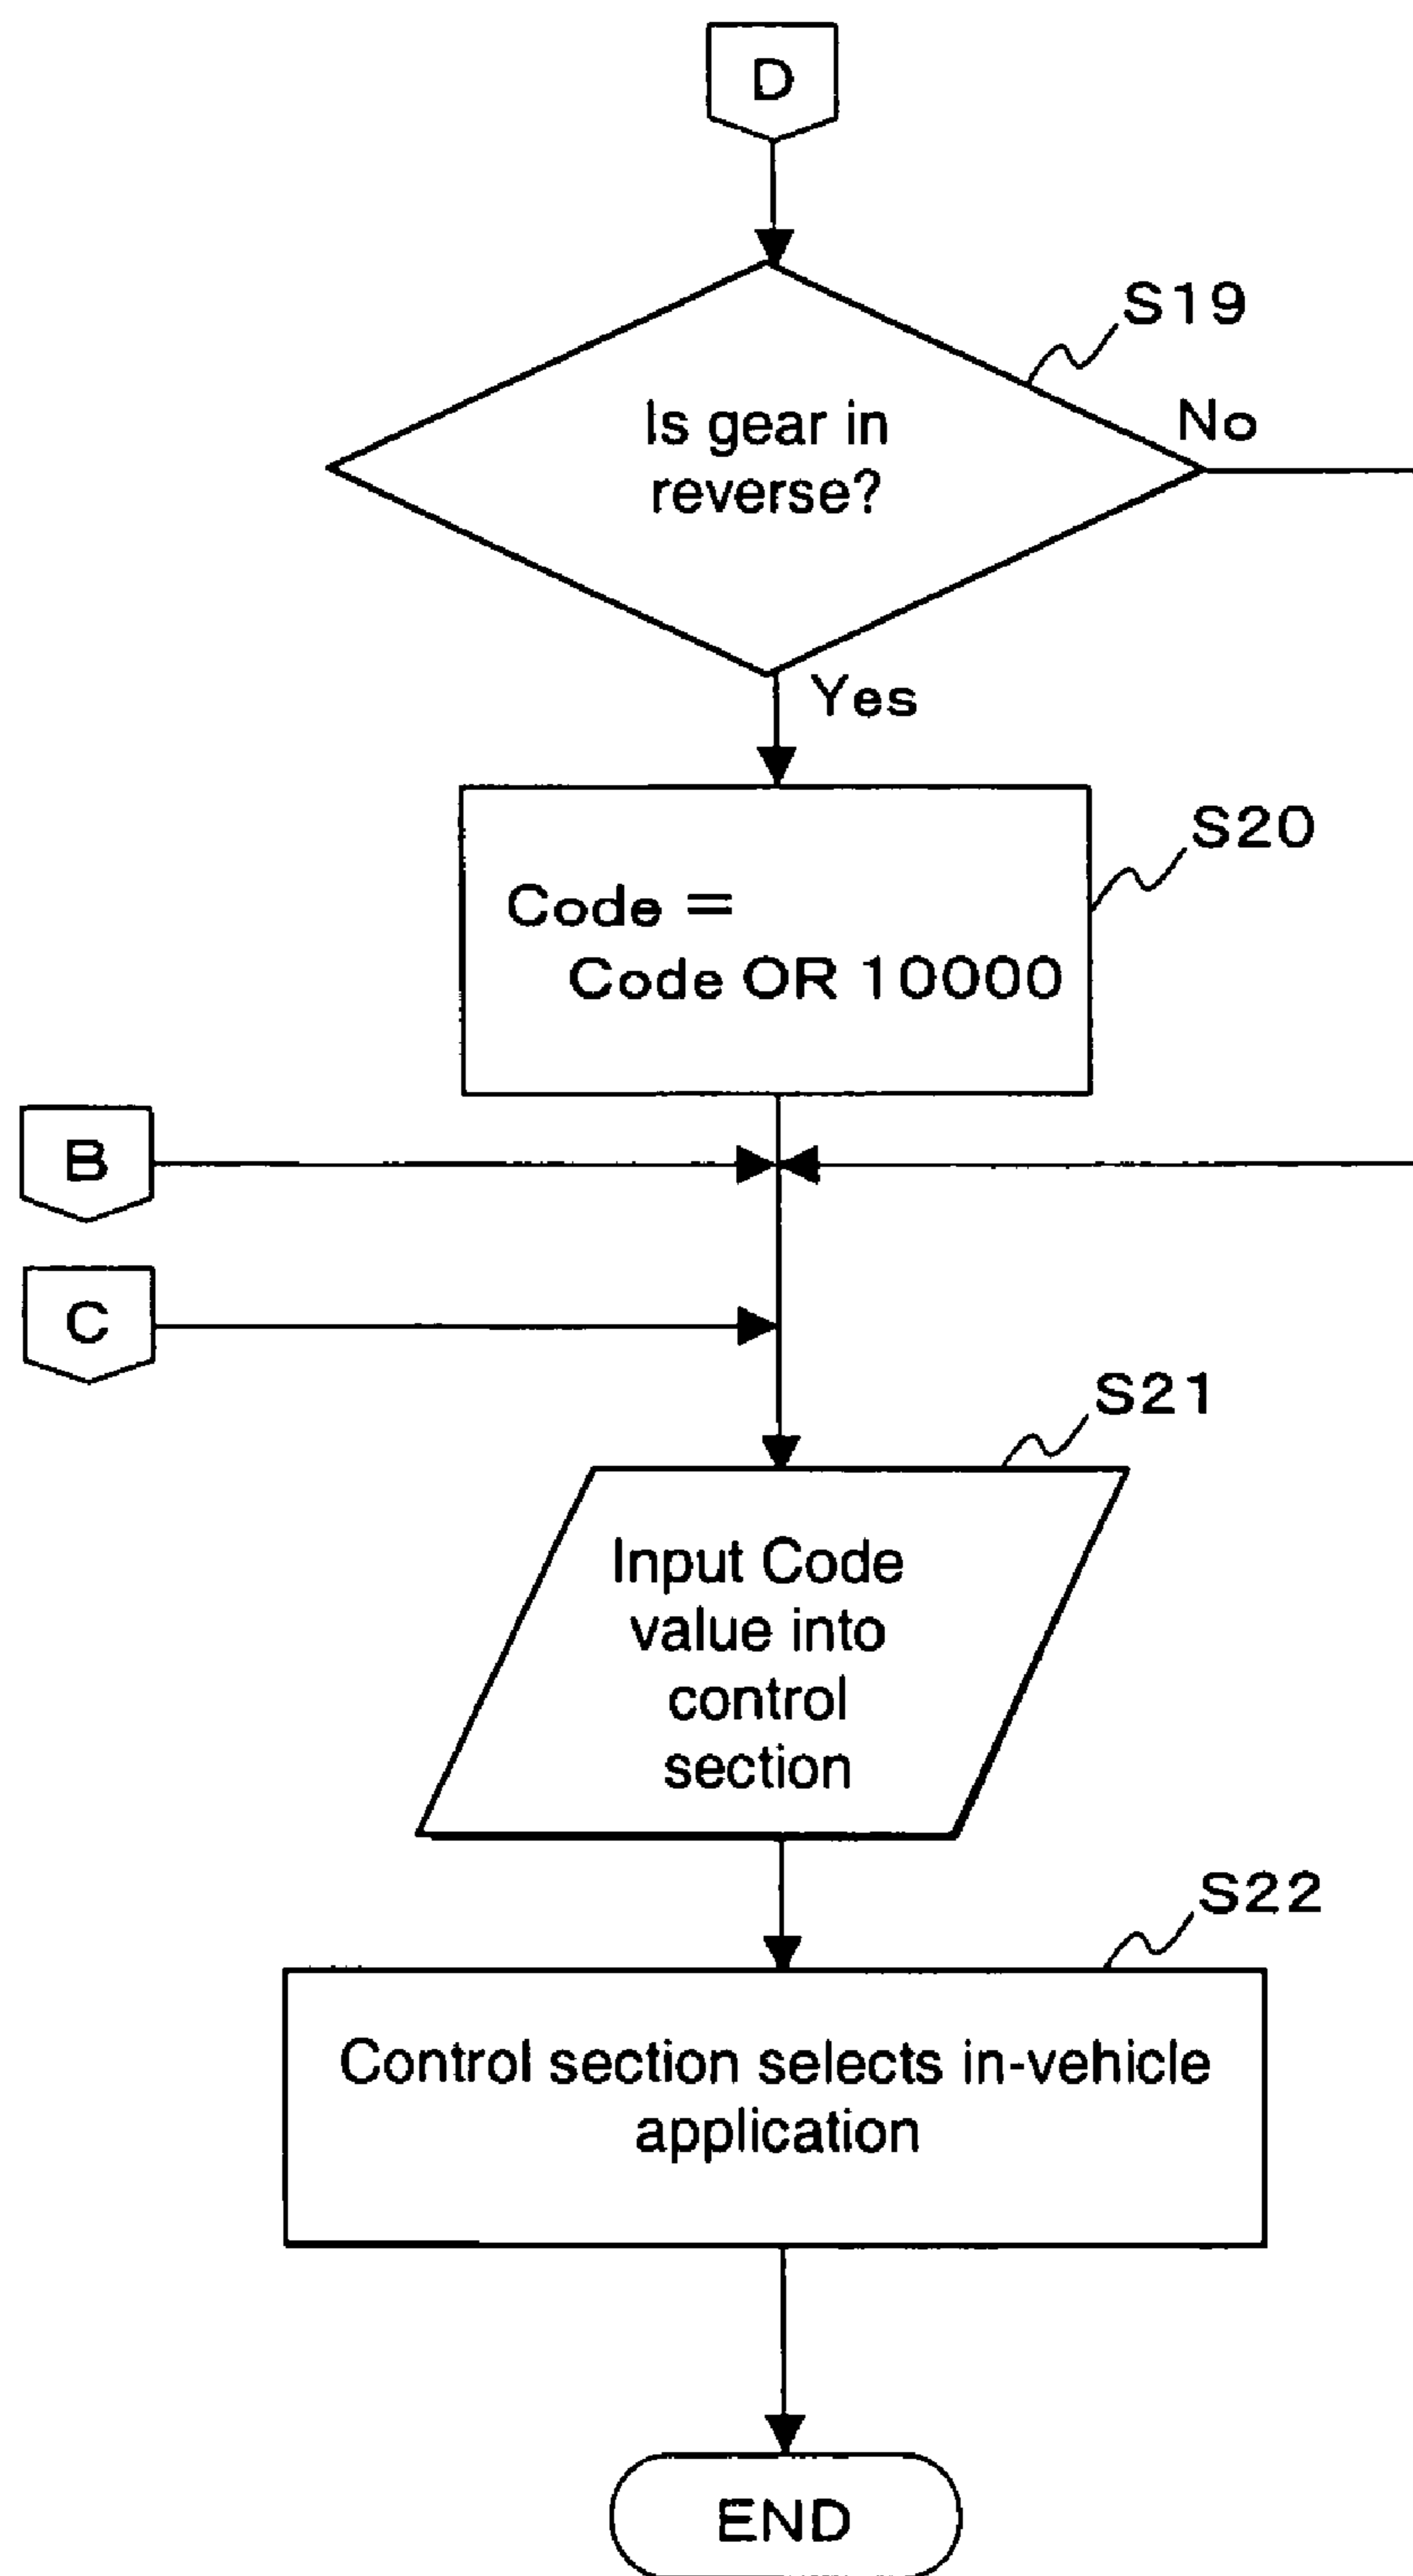 D
S19
Is gear in
reverse?
No
Yes
S20
Code =
Code OR 10000
B
C
S21
Input Code
value into
control
section
S22
Control section selects in-vehicle
application
END